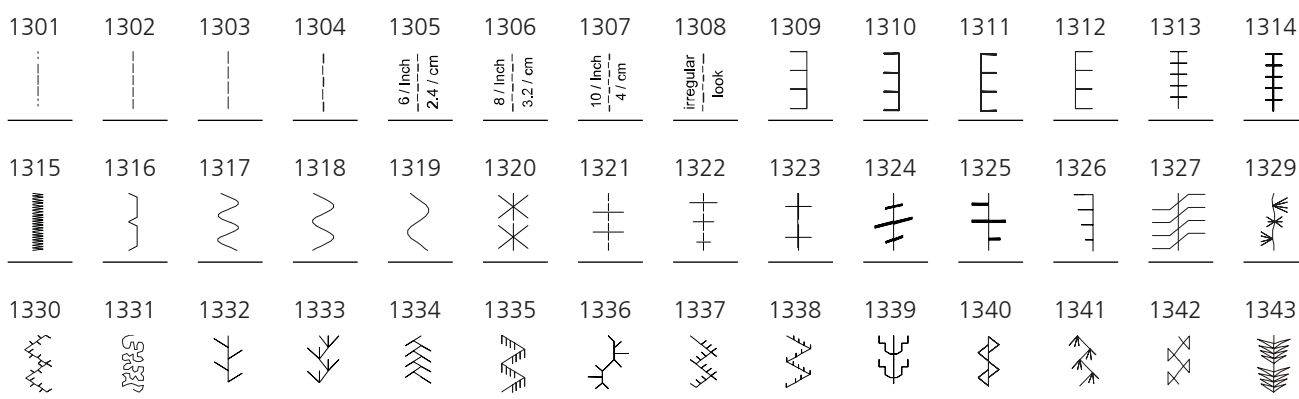 1301 1302 1303 1304 1305 1306 1307 1308 1309 1310 1311 1312 1313 1314
6 / Inch
2.4 / cm
8 / Inch
3.2 / cm
10 / Inch
4 / cm
irregular
look
1315 1316 1317 1318 1319 1320 1321 1322 1323 1324 1325 1326 1327 1329
1330 1331 1332 1333 1334 1335 1336 1337 1338 1339 1340 1341 1342 1343